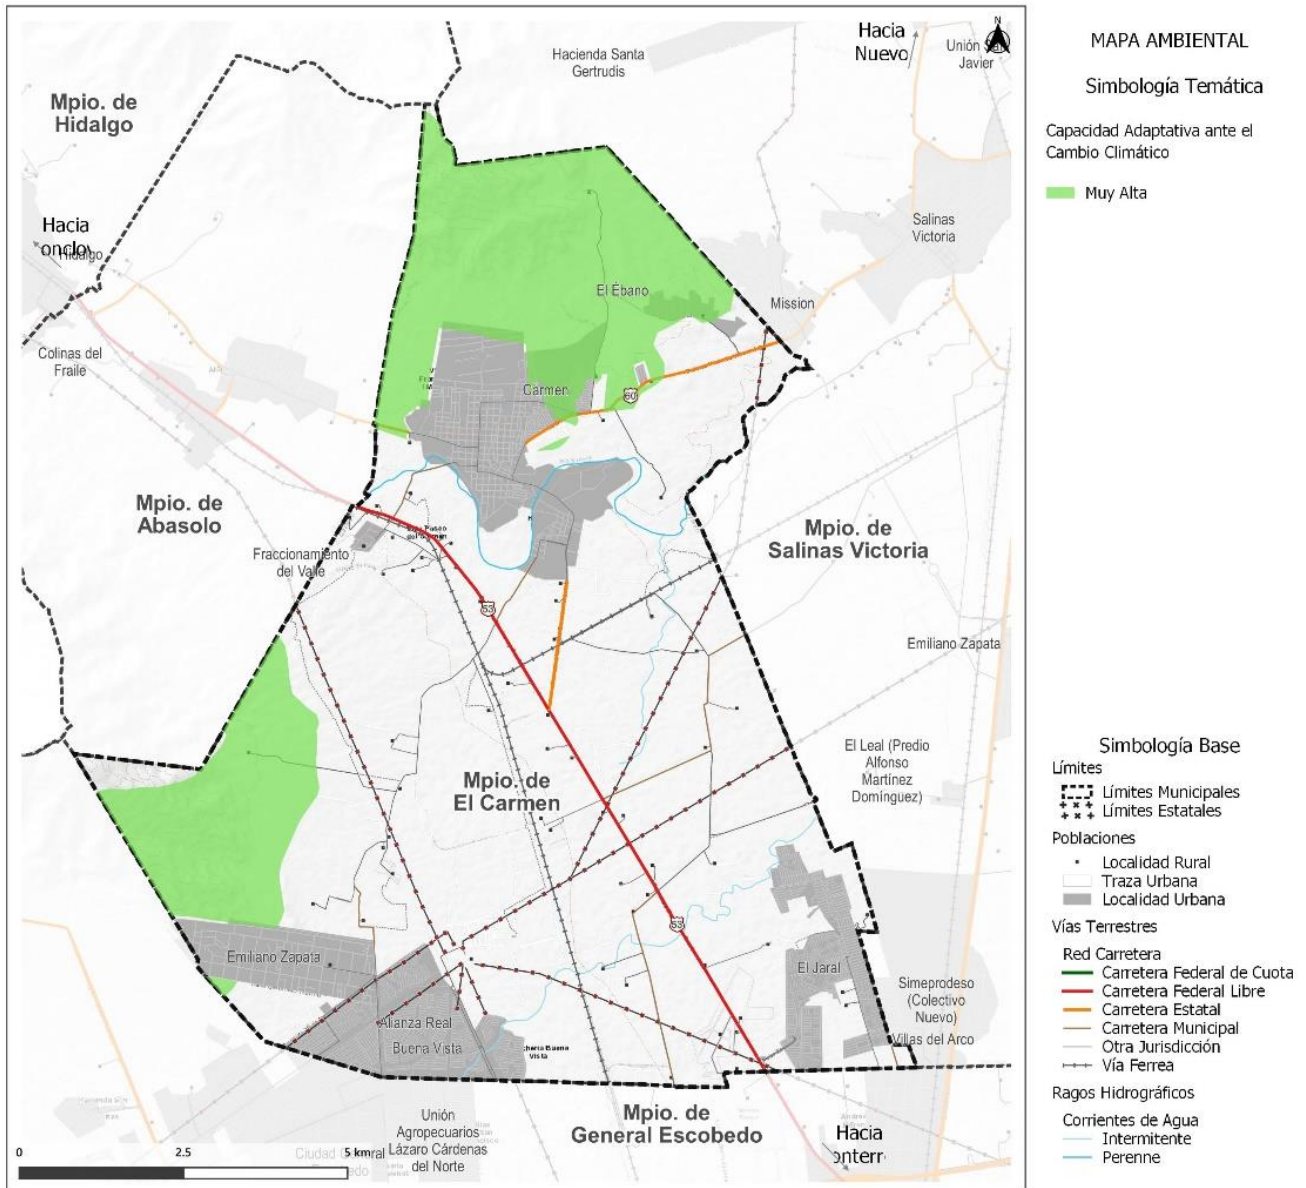 Hacia
Nuevo
N
Unión San
Javier
Hacienda Santa
Gertrudis
Mpio. de
Hidalgo
Hacia
Hidalgo
Salinas
Victoria
El Ébano
Mission
Colinas del
Fraile
Carmen
60
Mpio. de
Abasolo
Mpio. de
Salinas Victoria
Fraccionamiento
del Valle
53
Emiliano Zapata
El Leal (Predio
Alfonso
Martínez
Domínguez)
Mpio. de
El Carmen
53
Emiliano Zapata
El Jaral
Simeprodeso
(Colectivo
Nuevo)
Alianza Real
Villas del Arco
Buena Vista
Buena
Vista
Mpio. de
General Escobedo
Unión
Agropecuarios
Lázaro Cárdenas
del Norte
Hacia
0 2.5 5 km
MAPA AMBIENTAL
Simbología Temática
Capacidad Adaptativa ante el
Cambio Climático
Muy Alta
Simbología Base
Límites
Límites Municipales
Límites Estatales
Poblaciones
Localidad Rural
Traza Urbana
Localidad Urbana
Vías Terrestres
Red Carretera
Carretera Federal de Cuota
Carretera Federal Libre
Carretera Estatal
Carretera Municipal
Otra Jurisdicción
Vía Ferrea
Ragos Hidrográficos
Corrientes de Agua
Intermitente
Perenne